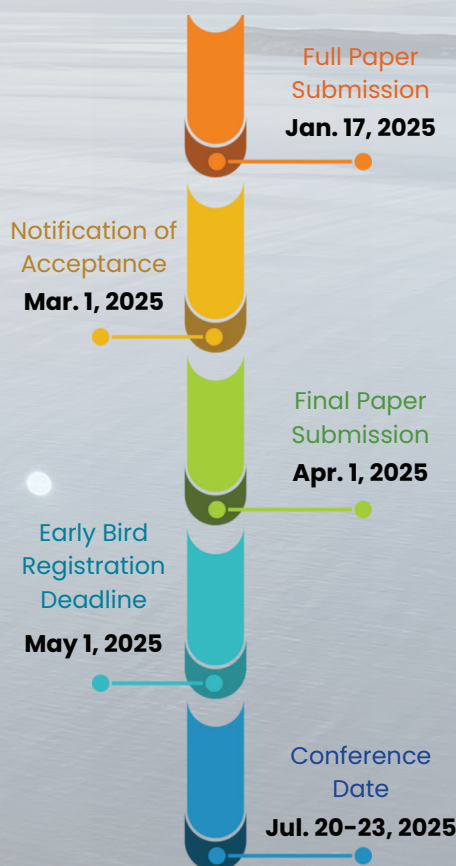 Full Paper
Submission
Jan. 17, 2025
Notification of
Acceptance
Mar. 1, 2025
Final Paper
Submission
Apr. 1, 2025
Early Bird
Registration
Deadline
May 1, 2025
Conference
Date
Jul. 20-23, 2025